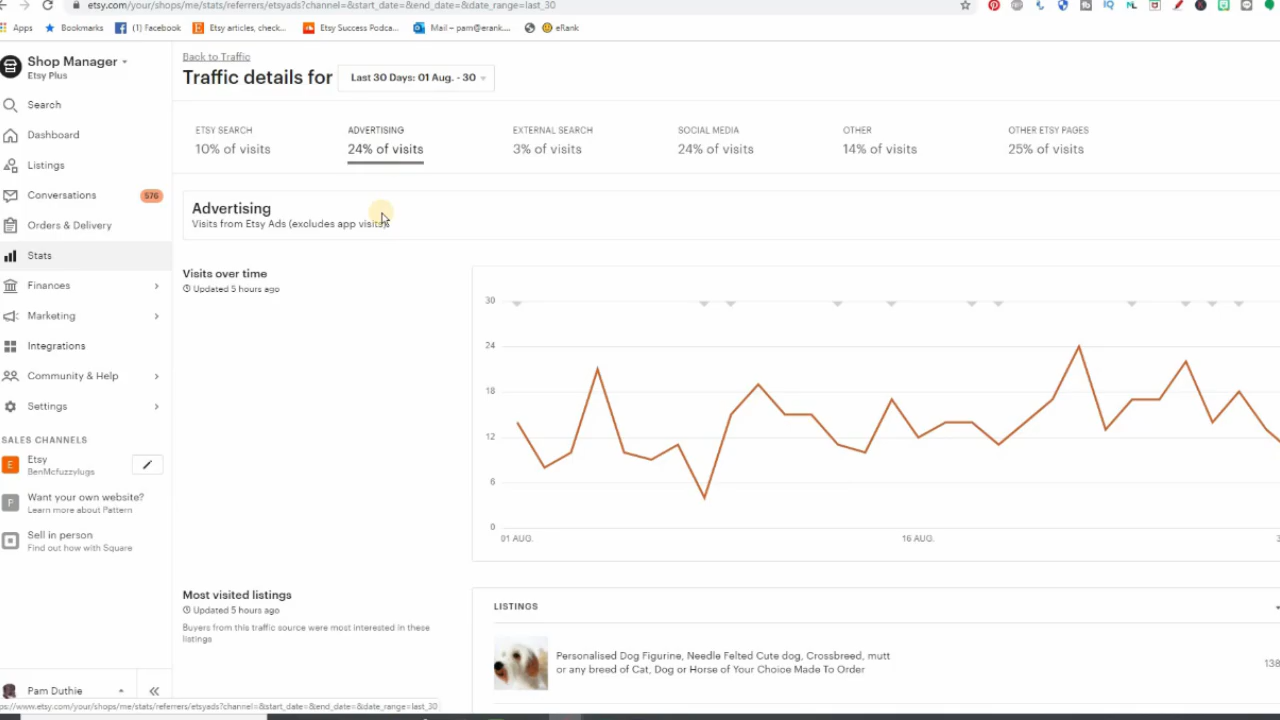 etsy.com/your/shops/me/stats/referrers/etsyads?channel=&start_date=&end_date=&date_range=last_30
Apps
Bookmarks
(1) Facebook
Etsy articles, check...
Etsy Success Podca...
Mail – pam@erank....
eRank
Shop Manager
Etsy Plus
Search
Dashboard
Listings
Conversations
576
Orders & Delivery
Stats
Finances
Marketing
Integrations
Community & Help
Settings
SALES CHANNELS
E
Etsy
BenMcfuzzylugs
P
Want your own website?
Learn more about Pattern
Sell in person
Find out how with Square
Pam Duthie
Back to Traffic
Traffic details for
Last 30 Days: 01 Aug. - 30
ETSY SEARCH
10% of visits
ADVERTISING
24% of visits
EXTERNAL SEARCH
3% of visits
SOCIAL MEDIA
24% of visits
OTHER
14% of visits
OTHER ETSY PAGES
25% of visits
Advertising
Visits from Etsy Ads (excludes app visits)
Visits over time
Updated 5 hours ago
30
24
18
12
6
0
01 AUG.
16 AUG.
3
Most visited listings
Updated 5 hours ago
Buyers from this traffic source were most interested in these
listings
LISTINGS
Personalised Dog Figurine, Needle Felted Cute dog, Crossbreed, mutt
or any breed of Cat, Dog or Horse of Your Choice Made To Order
138
ps://www.etsy.com/your/shops/me/stats/referrers/etsyads?channel=&start_date=&end_date=&date_range=last_30